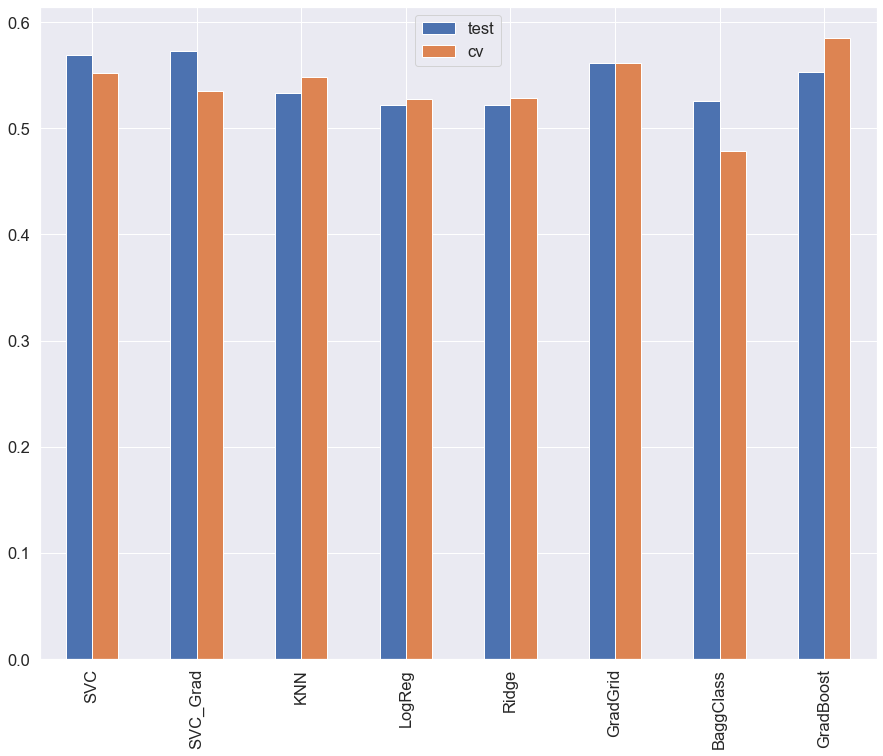 test
cv
0.6
0.5
0.4
0.3
0.2
0.1
0.0
SVC
SVC_Grad
KNN
LogReg
Ridge
GradGrid
BaggClass
GradBoost